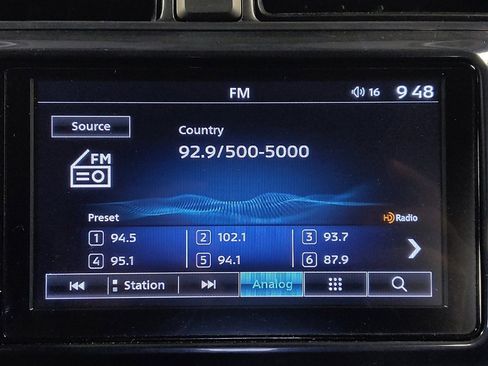 FM
16
9 48
Source
Country
92.9/500-5000
FM
Preset
HD Radio
1 94.5
2 102.1
3 93.7
4 95.1
5 94.1
6 87.9
Station
Analog